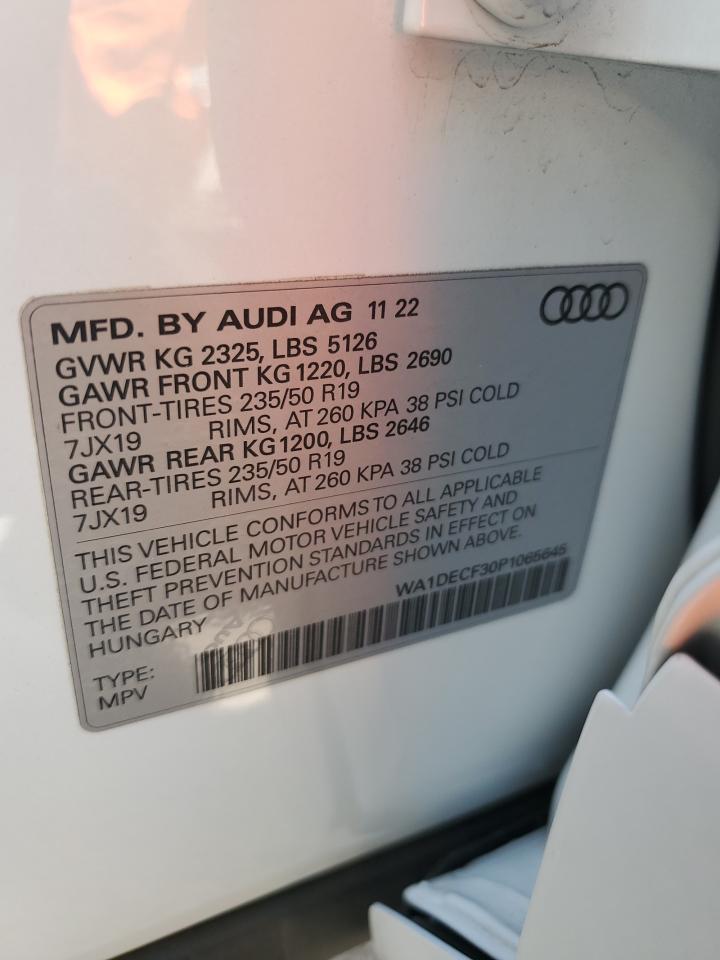 MFD. BY AUDI AG 11 22
GVWR KG 2325, LBS 5126
GAWR FRONT KG 1220, LBS 2690
FRONT-TIRES 235/50 R19
7JX19 RIMS, AT 260 KPA 38 PSI COLD
GAWR REAR KG 1200, LBS 2646
REAR-TIRES 235/50 R19
7JX19 RIMS, AT 260 KPA 38 PSI COLD
THIS VEHICLE CONFORMS TO ALL APPLICABLE
U.S. FEDERAL MOTOR VEHICLE SAFETY AND
THEFT PREVENTION STANDARDS IN EFFECT ON
THE DATE OF MANUFACTURE SHOWN ABOVE.
HUNGARY WA1DECF30P1065645
TYPE:
MPV